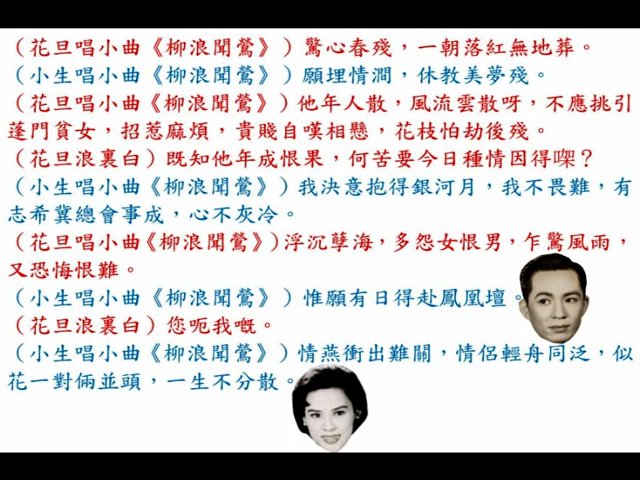 （花旦唱小曲《柳浪聞鶯》）驚心春殘，一朝落紅無地葬。
（小生唱小曲《柳浪聞鶯》）願埋情澗，休教美夢殘。
（花旦唱小曲《柳浪聞鶯》）他年人散，風流雲散呀，不應挑引
蓬門貧女，招惹麻煩，貴賤自嘆相懸，花枝怕劫後殘。
（花旦浪裏白）既知他年成恨果，何苦要今日種情因得㗎？
（小生唱小曲《柳浪聞鶯》）我決意抱得銀河月，我不畏難，有
志希冀總會事成，心不灰冷。
（花旦唱小曲《柳浪聞鶯》）浮沉孽海，多怨女恨男，乍驚風雨，
又恐悔恨難。
（小生唱小曲《柳浪聞鶯》）惟願有日得赴鳳凰壇。
（花旦浪裏白）您呃我嘅。
（小生唱小曲《柳浪聞鶯》）情燕衝出難關，情侶輕舟同泛，似
花一對倆並頭，一生不分散。